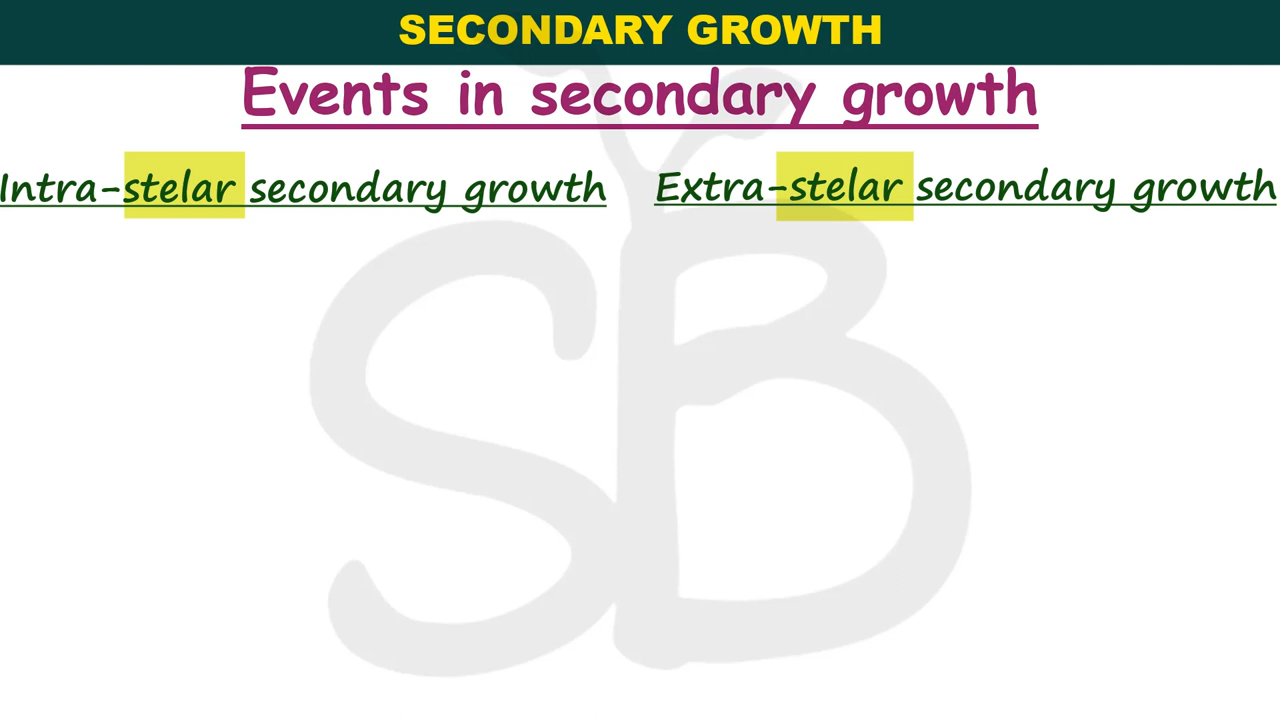 SECONDARY GROWTH
Events in secondary growth
Intra-stelar secondary growth
Extra-stelar secondary growth
SB